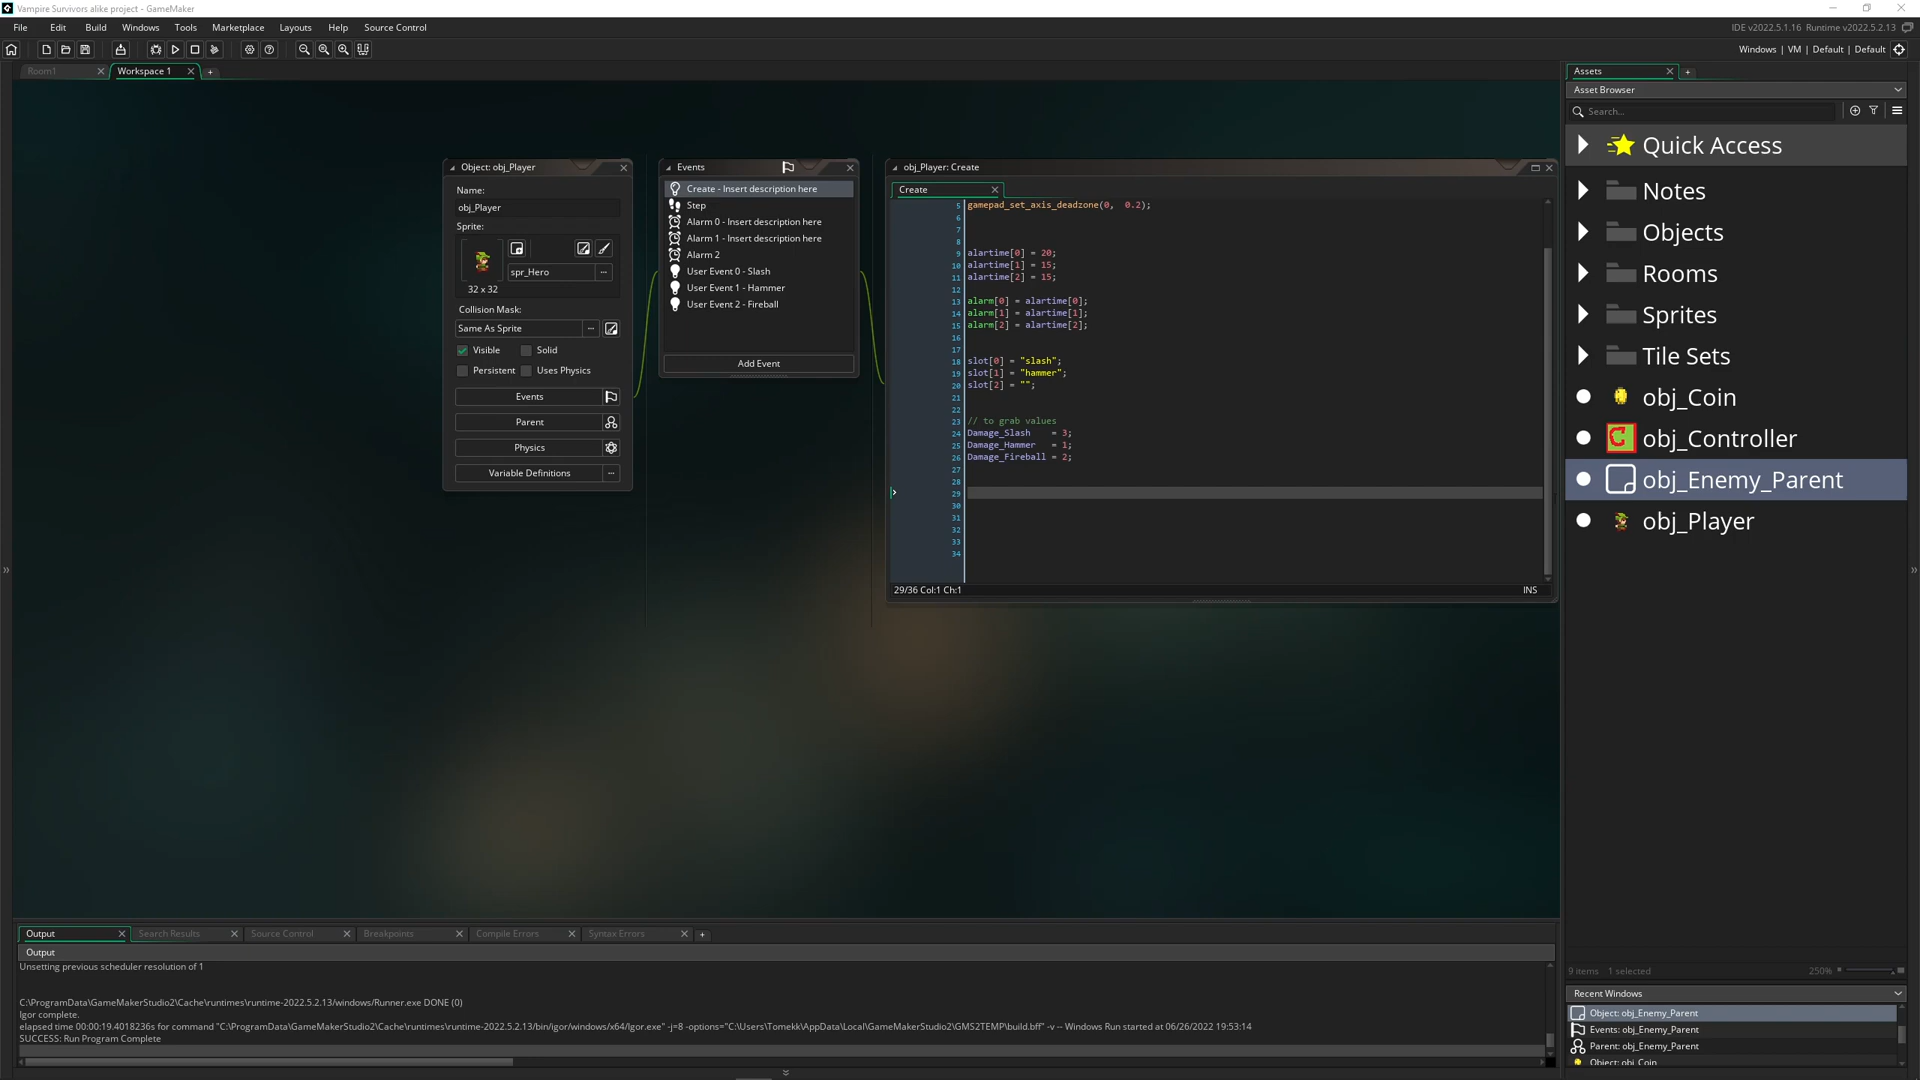 Vampire Survivors alike project - GameMaker
File Edit Build Windows Tools Marketplace Layouts Help Source Control
IDE v2022.5.1.16 Runtime v2022.5.2.13
Windows | VM | Default | Default
Room1
Workspace 1
Object: obj_Player
Name:
obj_Player
Sprite:
spr_Hero
32 x 32
Collision Mask:
Same As Sprite
Visible Solid
Persistent Uses Physics
Events
Parent
Physics
Variable Definitions
Events
Create - Insert description here
Step
Alarm 0 - Insert description here
Alarm 1 - Insert description here
Alarm 2
User Event 0 - Slash
User Event 1 - Hammer
User Event 2 - Fireball
Add Event
obj_Player: Create
Create
5 gamepad_set_axis_deadzone(0, 0.2);
6
7
8
9 alartime[0] = 20;
10 alartime[1] = 15;
11 alartime[2] = 15;
12
13 alarm[0] = alartime[0];
14 alarm[1] = alartime[1];
15 alarm[2] = alartime[2];
16
17
18 slot[0] = "slash";
19 slot[1] = "hammer";
20 slot[2] = "";
21
22
23 // to grab values
24 Damage_Slash = 3;
25 Damage_Hammer = 1;
26 Damage_Fireball = 2;
27
28
29
30
31
32
33
34
29/36 Col:1 Ch:1
INS
Assets
Asset Browser
Search...
Quick Access
Notes
Objects
Rooms
Sprites
Tile Sets
obj_Coin
obj_Controller
obj_Enemy_Parent
obj_Player
9 items 1 selected
250%
Recent Windows
Object: obj_Enemy_Parent
Events: obj_Enemy_Parent
Parent: obj_Enemy_Parent
Object: obj_Coin
Output Search Results Source Control Breakpoints Compile Errors Syntax Errors
Output
Unsetting previous scheduler resolution of 1
C:\ProgramData\GameMakerStudio2\Cache\runtimes\runtime-2022.5.2.13/windows/Runner.exe DONE (0)
Igor complete.
elapsed time 00:00:19.4018236s for command "C:\ProgramData\GameMakerStudio2\Cache\runtimes\runtime-2022.5.2.13/bin/igor/windows/x64/Igor.exe" -j=8 -options="C:\Users\Tomekk\AppData\Local\GameMakerStudio2\GMS2TEMP\build.bff" -v -- Windows Run started at 06/26/2022 19:53:14
SUCCESS: Run Program Complete